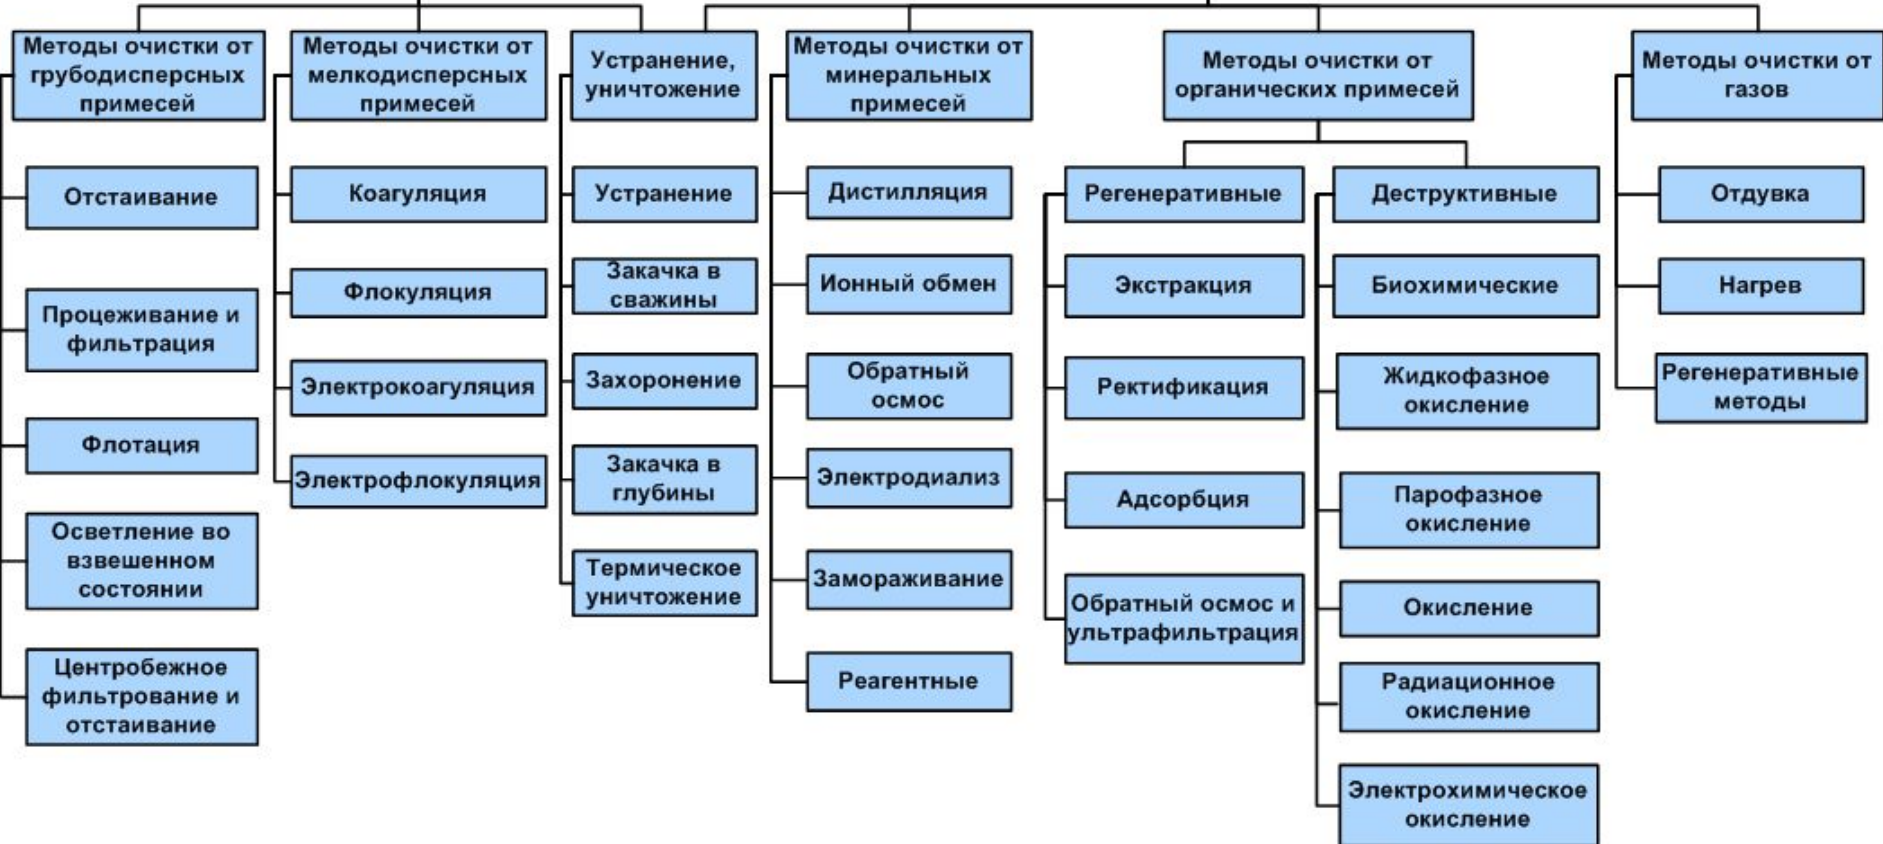 Методы очистки от
грубодисперсных
примесей
Методы очистки от
мелкодисперсных
примесей
Устранение,
уничтожение
Методы очистки от
минеральных
примесей
Методы очистки от
органических примесей
Методы очистки от
газов
Отстаивание
Процеживание и
фильтрация
Флотация
Осветление во
взвешенном
состоянии
Центробежное
фильтрование и
отстаивание
Коагуляция
Флокуляция
Электрокоагуляция
Электрофлокуляция
Устранение
Закачка в
сважины
Захоронение
Закачка в
глубины
Термическое
уничтожение
Дистилляция
Ионный обмен
Обратный
осмос
Электродиализ
Замораживание
Реагентные
Регенеративные
Экстракция
Ректификация
Адсорбция
Обратный осмос и
ультрафильтрация
Деструктивные
Биохимические
Жидкофазное
окисление
Парофазное
окисление
Окисление
Радиационное
окисление
Электрохимическое
окисление
Отдувка
Нагрев
Регенеративные
методы